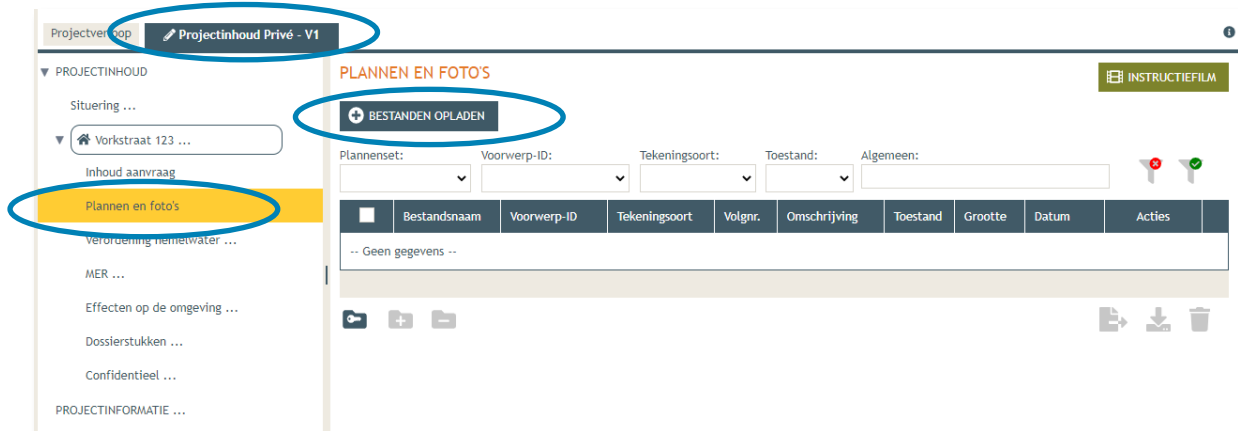 Projectverloop
Projectinhoud Privé - V1
PROJECTINHOUD
Situering ...
Vorkstraat 123 ...
Inhoud aanvraag
Plannen en foto's
Verordening hemelwater ...
MER ...
Effecten op de omgeving ...
Dossierstukken ...
Confidentieel ...
PROJECTINFORMATIE ...
PLANNEN EN FOTO'S
INSTRUCTIEFILM
BESTANDEN OPLADEN
Plannenset: Voorwerp-ID: Tekeningsoort: Toestand: Algemeen:
Bestandsnaam Voorwerp-ID Tekeningsoort Volgnr. Omschrijving Toestand Grootte Datum Acties
-- Geen gegevens --